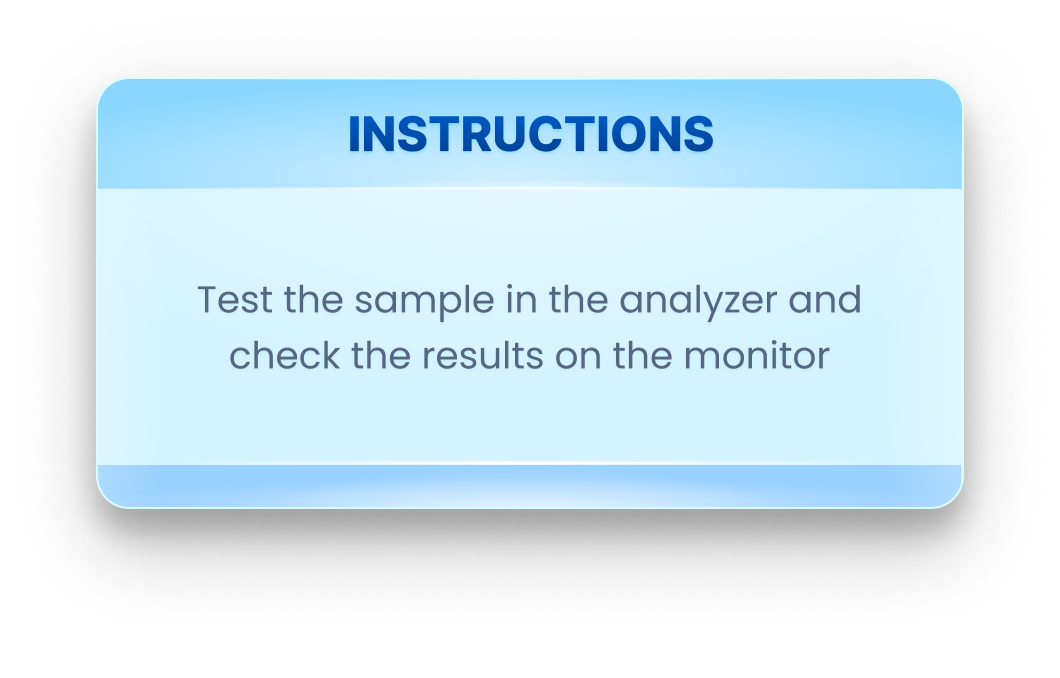 INSTRUCTIONS
Test the sample in the analyzer and
check the results on the monitor